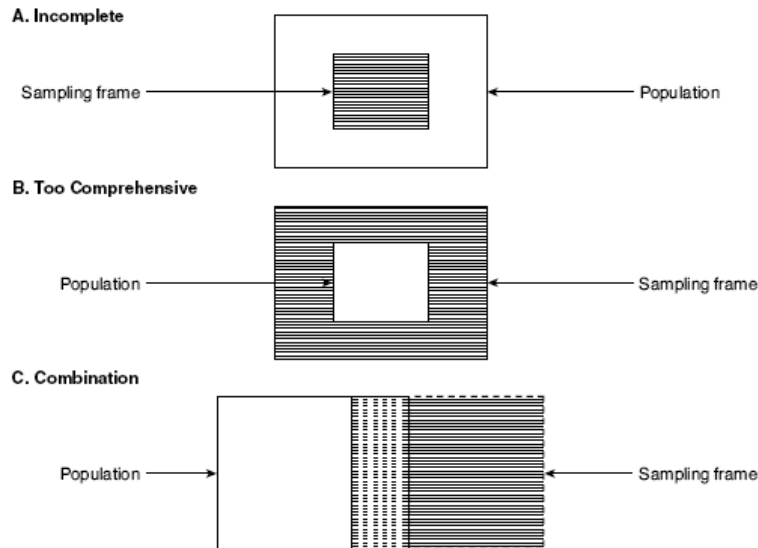 A. Incomplete
Sampling frame
Population
B. Too Comprehensive
Population
Sampling frame
C. Combination
Population
Sampling frame